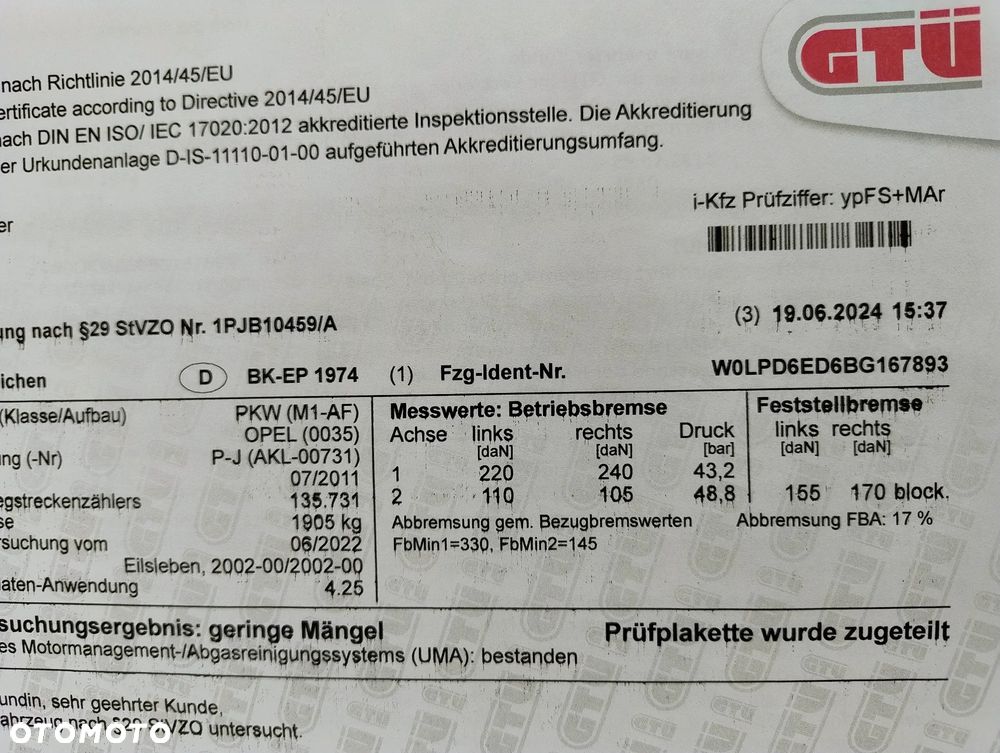 GTÜ
nach Richtlinie 2014/45/EU
ertificate according to Directive 2014/45/EU
nach DIN EN ISO/ IEC 17020:2012 akkreditierte Inspektionsstelle. Die Akkreditierung
er Urkundenanlage D-IS-11110-01-00 aufgeführten Akkreditierungsumfang.
i-Kfz Prüfziffer: ypFS+MAr
er
ung nach §29 StVZO Nr. 1PJB10459/A (3) 19.06.2024 15:37
ichen D BK-EP 1974 (1) Fzg-Ident-Nr. W0LPD6ED6BG167893
(Klasse/Aufbau) PKW (M1-AF)
OPEL (0035)
ung (-Nr) P-J (AKL-00731)
07/2011
egstreckenzählers 135.731
se 1905 kg
rsuchung vom 06/2022
Eilsleben, 2002-00/2002-00
aten-Anwendung 4.25
Messwerte: Betriebsbremse Feststellbremse
Achse links rechts Druck links rechts
[daN] [daN] [bar] [daN] [daN]
1 220 240 43,2
2 110 105 48,8 155 170 block.
Abbremsung gem. Bezugbremswerten Abbremsung FBA: 17 %
FbMin1=330, FbMin2=145
suchungsergebnis: geringe Mängel Prüfplakette wurde zugeteilt
es Motormanagement-/Abgasreinigungssystems (UMA): bestanden
undin, sehr geehrter Kunde,
ahrzeug nach §29 StVZO untersucht.
OTOMOTO